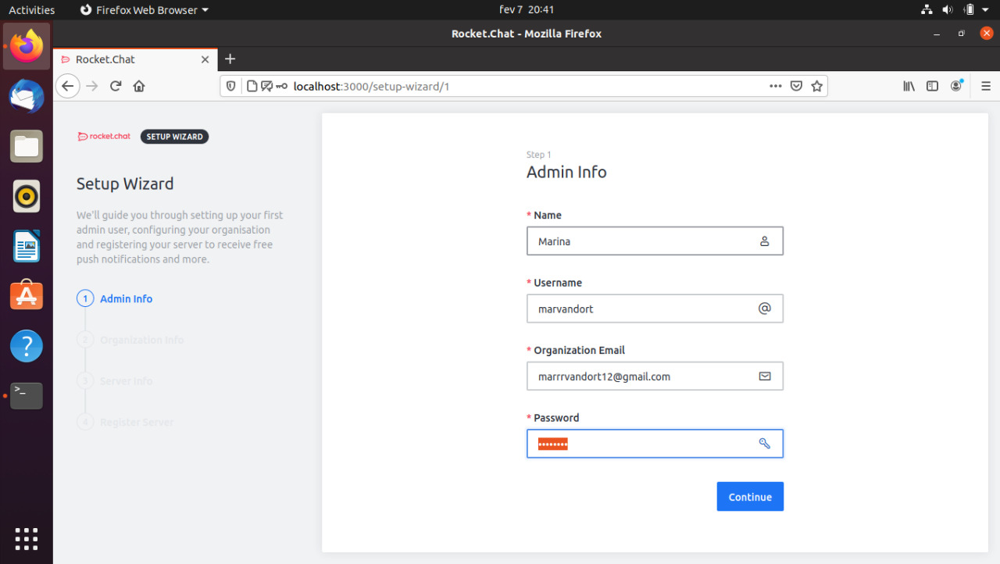 Activities
Firefox Web Browser
fev 7 20:41
Rocket.Chat - Mozilla Firefox
Rocket.Chat
localhost:3000/setup-wizard/1
rocket.chat
SETUP WIZARD
Setup Wizard
We'll guide you through setting up your first
admin user, configuring your organisation
and registering your server to receive free
push notifications and more.
1 Admin Info
2 Organization Info
3 Server Info
4 Register Server
Step 1
Admin Info
* Name
Marina
* Username
marvandort
* Organization Email
marrrvandort12@gmail.com
* Password
••••••••
Continue